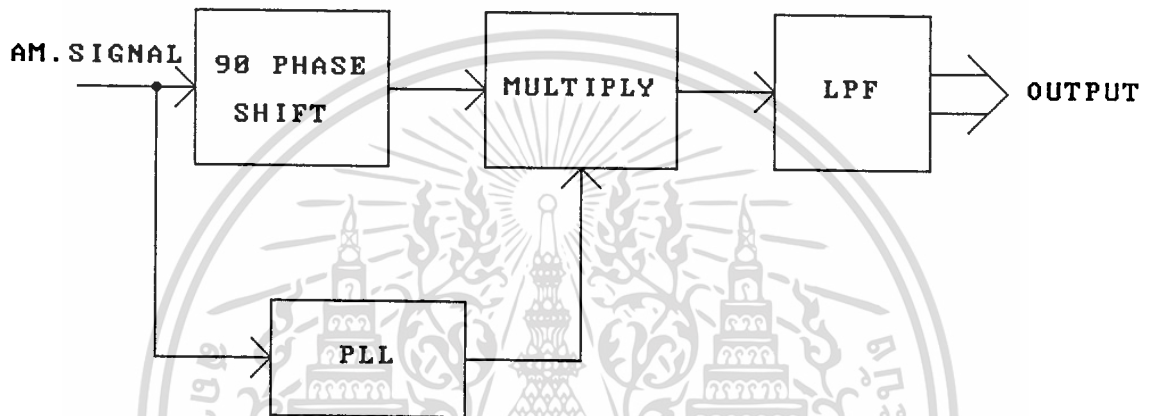 AM.SIGNAL
90 PHASE
SHIFT
MULTIPLY
LPF
OUTPUT
PLL